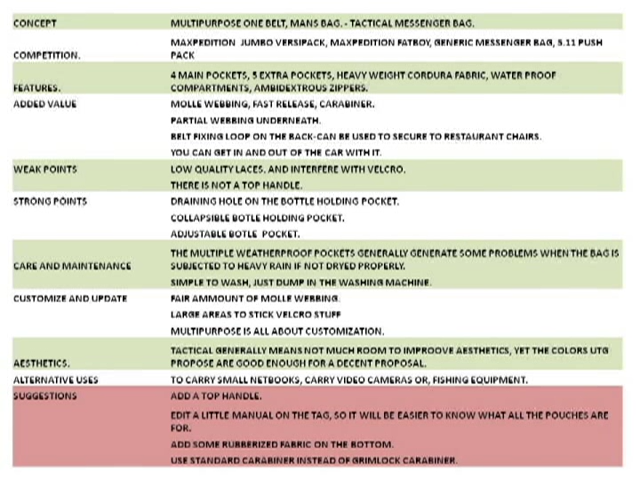 CONCEPT MULTIPURPOSE ONE BELT, MANS BAG. - TACTICAL MESSENGER BAG.
MAXPEDITION JUMBO VERSIPACK, MAXPEDITION FATBOY, GENERIC MESSENGER BAG, 5.11 PUSH
COMPETITION. PACK
4 MAIN POCKETS, 5 EXTRA POCKETS, HEAVY WEIGHT CORDURA FABRIC, WATER PROOF
FEATURES. COMPARTMENTS, AMBIDEXTROUS ZIPPERS.
ADDED VALUE MOLLE WEBBING, FAST RELEASE, CARABINER.
PARTIAL WEBBING UNDERNEATH.
BELT FIXING LOOP ON THE BACK-CAN BE USED TO SECURE TO RESTAURANT CHAIRS.
YOU CAN GET IN AND OUT OF THE CAR WITH IT.
WEAK POINTS LOW QUALITY LACES. AND INTERFERE WITH VELCRO.
THERE IS NOT A TOP HANDLE.
STRONG POINTS DRAINING HOLE ON THE BOTTLE HOLDING POCKET.
COLLAPSIBLE BOTLE HOLDING POCKET.
ADJUSTABLE BOTLE POCKET.
THE MULTIPLE WEATHERPROOF POCKETS GENERALLY GENERATE SOME PROBLEMS WHEN THE BAG IS
CARE AND MAINTENANCE SUBJECTED TO HEAVY RAIN IF NOT DRYED PROPERLY.
SIMPLE TO WASH, JUST DUMP IN THE WASHING MACHINE.
CUSTOMIZE AND UPDATE FAIR AMMOUNT OF MOLLE WEBBING.
LARGE AREAS TO STICK VELCRO STUFF
MULTIPURPOSE IS ALL ABOUT CUSTOMIZATION.
TACTICAL GENERALLY MEANS NOT MUCH ROOM TO IMPROOVE AESTHETICS, YET THE COLORS UTG
AESTHETICS. PROPOSE ARE GOOD ENOUGH FOR A DECENT PROPOSAL.
ALTERNATIVE USES TO CARRY SMALL NETBOOKS, CARRY VIDEO CAMERAS OR, FISHING EQUIPMENT.
SUGGESTIONS ADD A TOP HANDLE.
EDIT A LITTLE MANUAL ON THE TAG, SO IT WILL BE EASIER TO KNOW WHAT ALL THE POUCHES ARE
FOR.
ADD SOME RUBBERIZED FABRIC ON THE BOTTOM.
USE STANDARD CARABINER INSTEAD OF GRIMLOCK CARABINER.